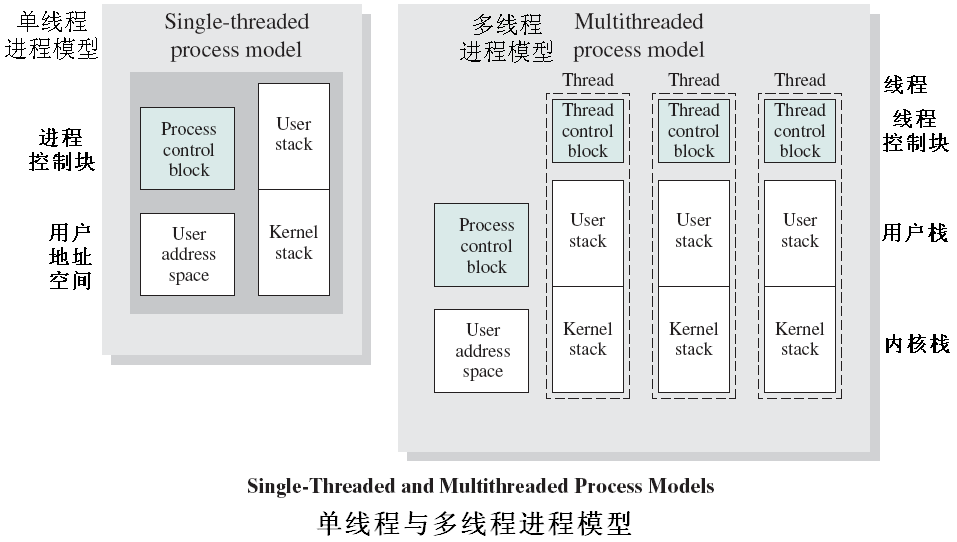 单线程
进程模型
Single-threaded
process model
进程
控制块
Process
control
block
User
stack
用户
地址
空间
User
address
space
Kernel
stack
多线程
进程模型
Multithreaded
process model
Thread
Thread
Thread
线程
Thread
control
block
Thread
control
block
Thread
control
block
线程
控制块
Process
control
block
User
stack
User
stack
User
stack
用户栈
User
address
space
Kernel
stack
Kernel
stack
Kernel
stack
内核栈
Single-Threaded and Multithreaded Process Models
单线程与多线程进程模型